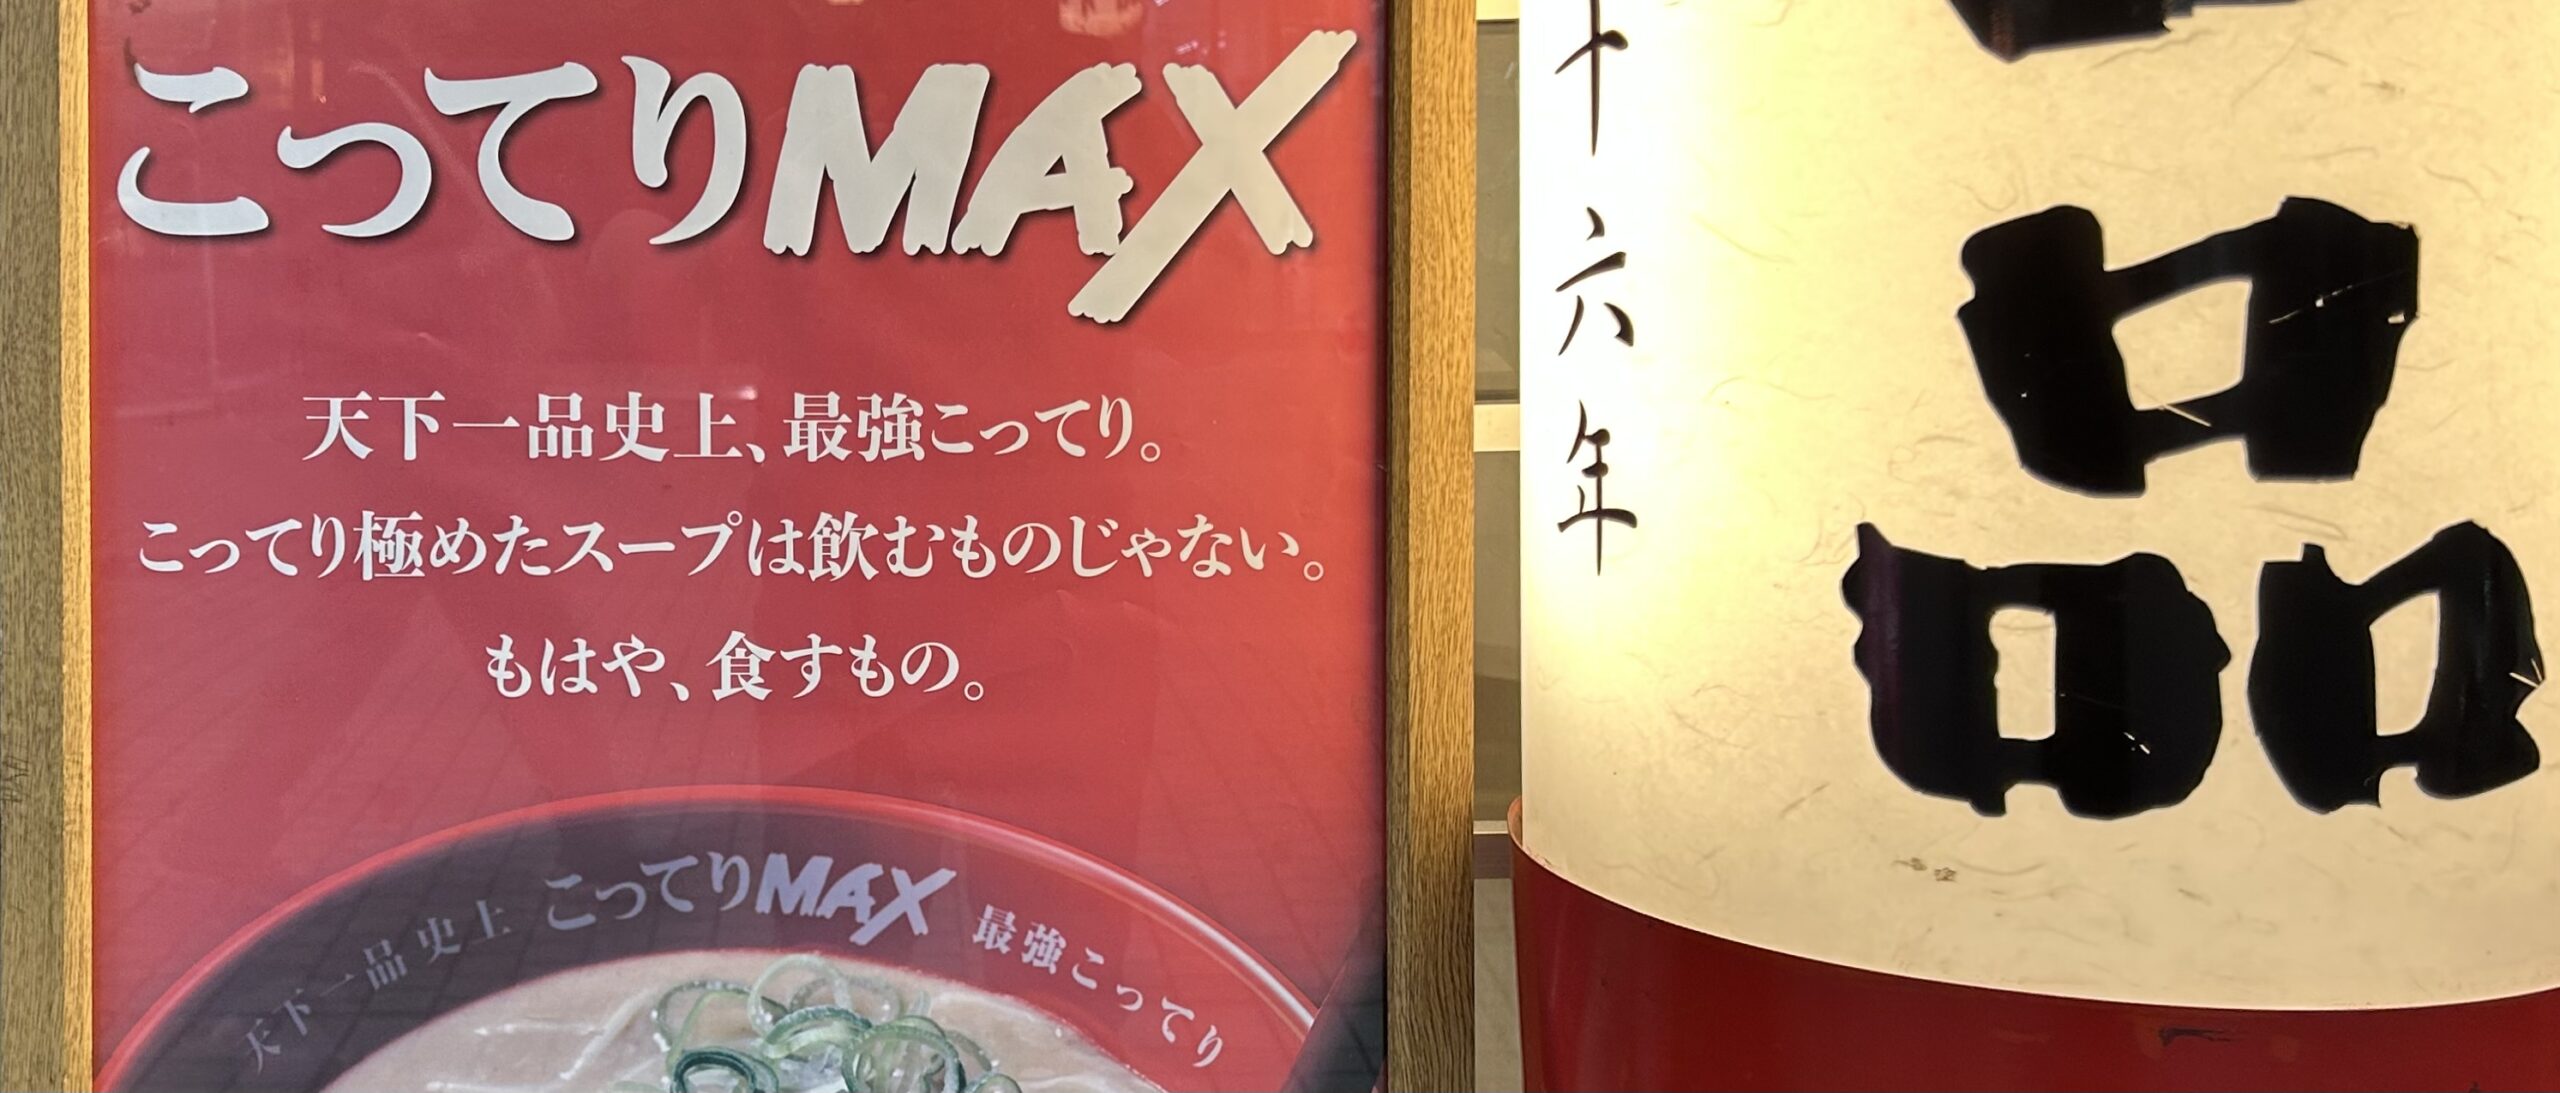 こってりMAX
天下一品史上、最強こってり。
こってり極めたスープは飲むものじゃない。
もはや、食すもの。
天下一品史上 こってりMAX 最強こってり
十六年
品